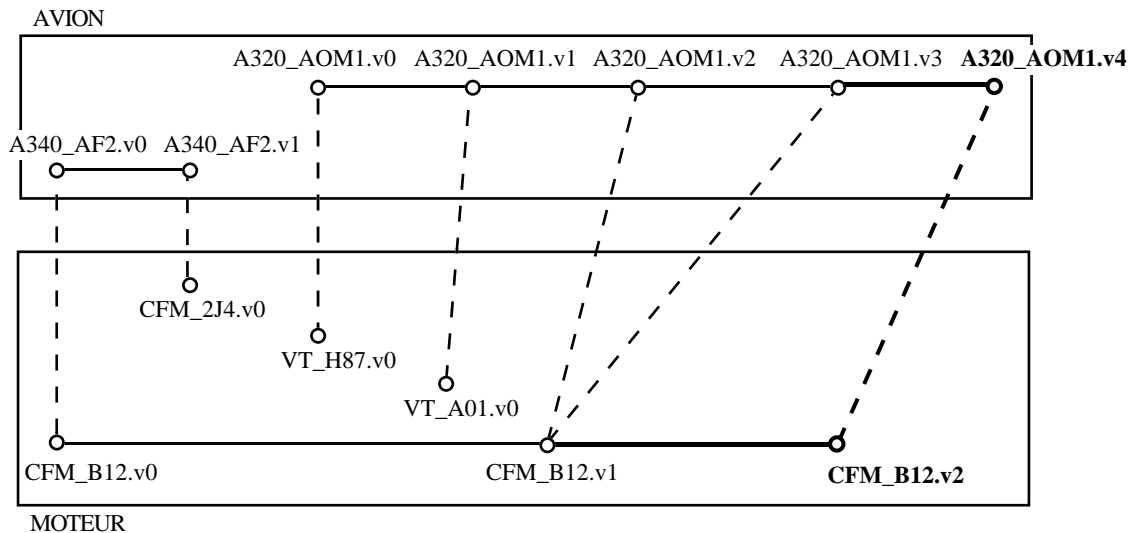 AVION
A320_AOM1.v0 A320_AOM1.v1 A320_AOM1.v2 A320_AOM1.v3 A320_AOM1.v4
A340_AF2.v0 A340_AF2.v1
CFM_2J4.v0
VT_H87.v0
VT_A01.v0
CFM_B12.v0 CFM_B12.v1 CFM_B12.v2
MOTEUR